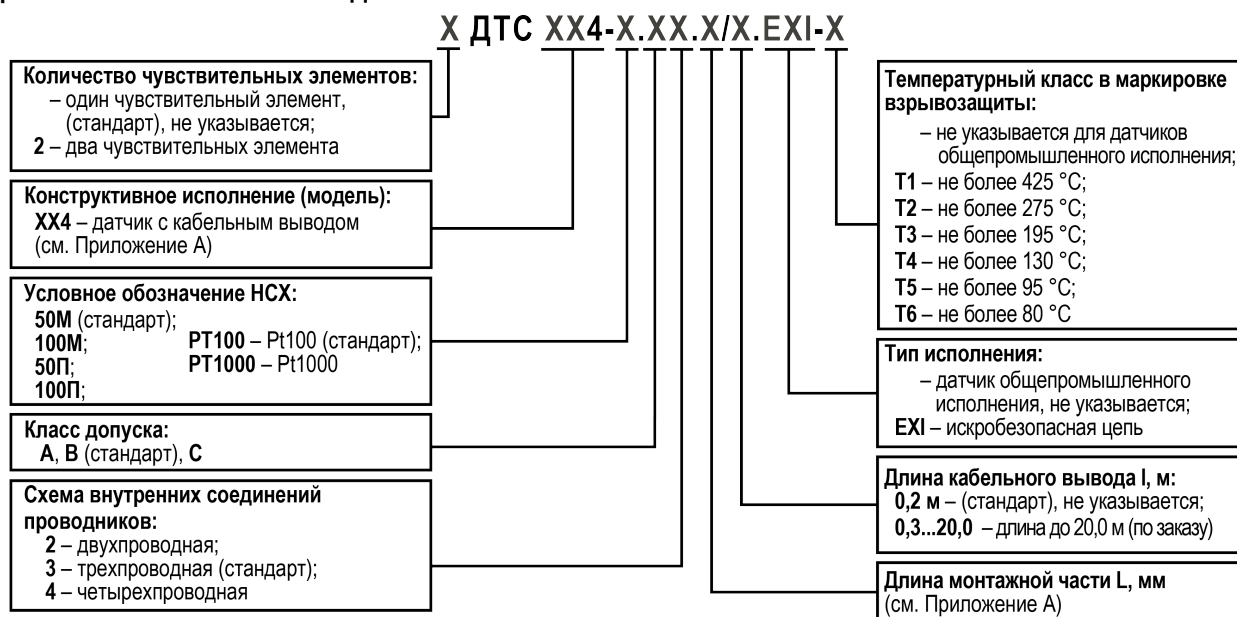 Х ДТС ХХ4-Х.ХХ.Х/Х.EXI-Х
Количество чувствительных элементов:
– один чувствительный элемент,
(стандарт), не указывается;
2 – два чувствительных элемента
Конструктивное исполнение (модель):
ХХ4 – датчик с кабельным выводом
(см. Приложение А)
Условное обозначение НСХ:
50М (стандарт);
100М; РТ100 – Pt100 (стандарт);
50П; РТ1000 – Pt1000
100П;
Класс допуска:
А, В (стандарт), С
Схема внутренних соединений
проводников:
2 – двухпроводная;
3 – трехпроводная (стандарт);
4 – четырехпроводная
Температурный класс в маркировке
взрывозащиты:
– не указывается для датчиков
общепромышленного исполнения;
Т1 – не более 425 °С;
Т2 – не более 275 °С;
Т3 – не более 195 °С;
Т4 – не более 130 °С;
Т5 – не более 95 °С;
Т6 – не более 80 °С
Тип исполнения:
– датчик общепромышленного
исполнения, не указывается;
EXI – искробезопасная цепь
Длина кабельного вывода l, м:
0,2 м – (стандарт), не указывается;
0,3...20,0 – длина до 20,0 м (по заказу)
Длина монтажной части L, мм
(см. Приложение А)